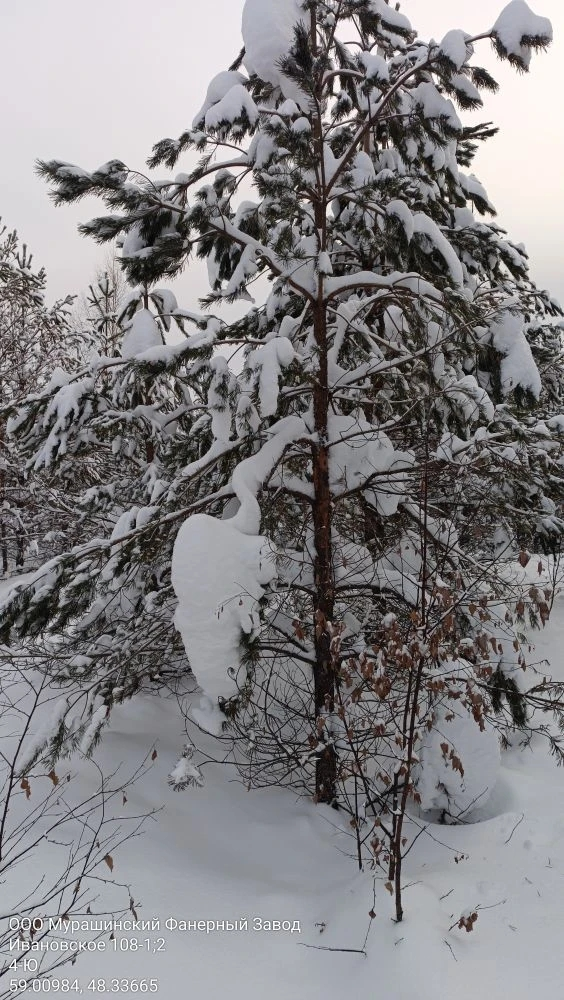 ООО Мурашинский Фанерный Завод
Ивановское 108-1;2
4-Ю
59.00984, 48.33665